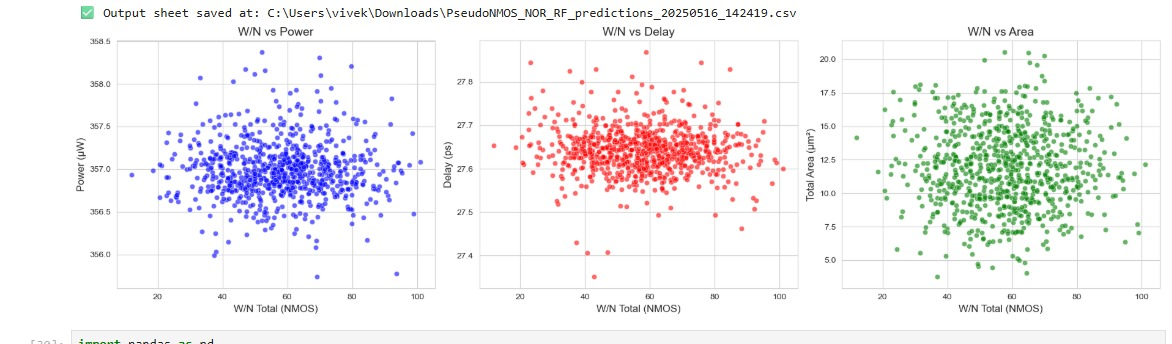 ✅ Output sheet saved at: C:\Users\vivek\Downloads\PseudoNMOS_NOR_RF_predictions_20250516_142419.csv
W/N vs Power
358.5
358.0
357.5
357.0
356.5
356.0
Power (µW)
20 40 60 80 100
W/N Total (NMOS)
W/N vs Delay
27.8
27.7
27.6
27.5
27.4
Delay (ps)
20 40 60 80 100
W/N Total (NMOS)
W/N vs Area
20.0
17.5
15.0
12.5
10.0
7.5
5.0
Total Area (µm²)
20 40 60 80 100
W/N Total (NMOS)
import pandas as pd